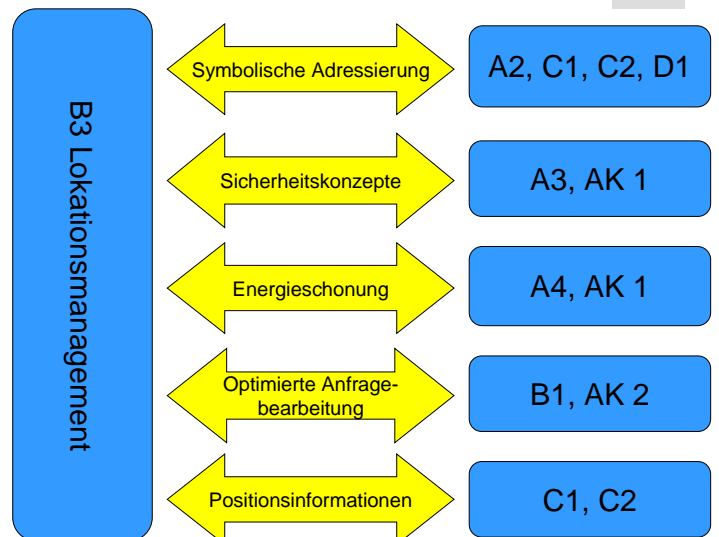 B3 Lokationsmanagement
Symbolische Adressierung
A2, C1, C2, D1
Sicherheitskonzepte
A3, AK 1
Energieschonung
A4, AK 1
Optimierte Anfrage-
bearbeitung
B1, AK 2
Positionsinformationen
C1, C2